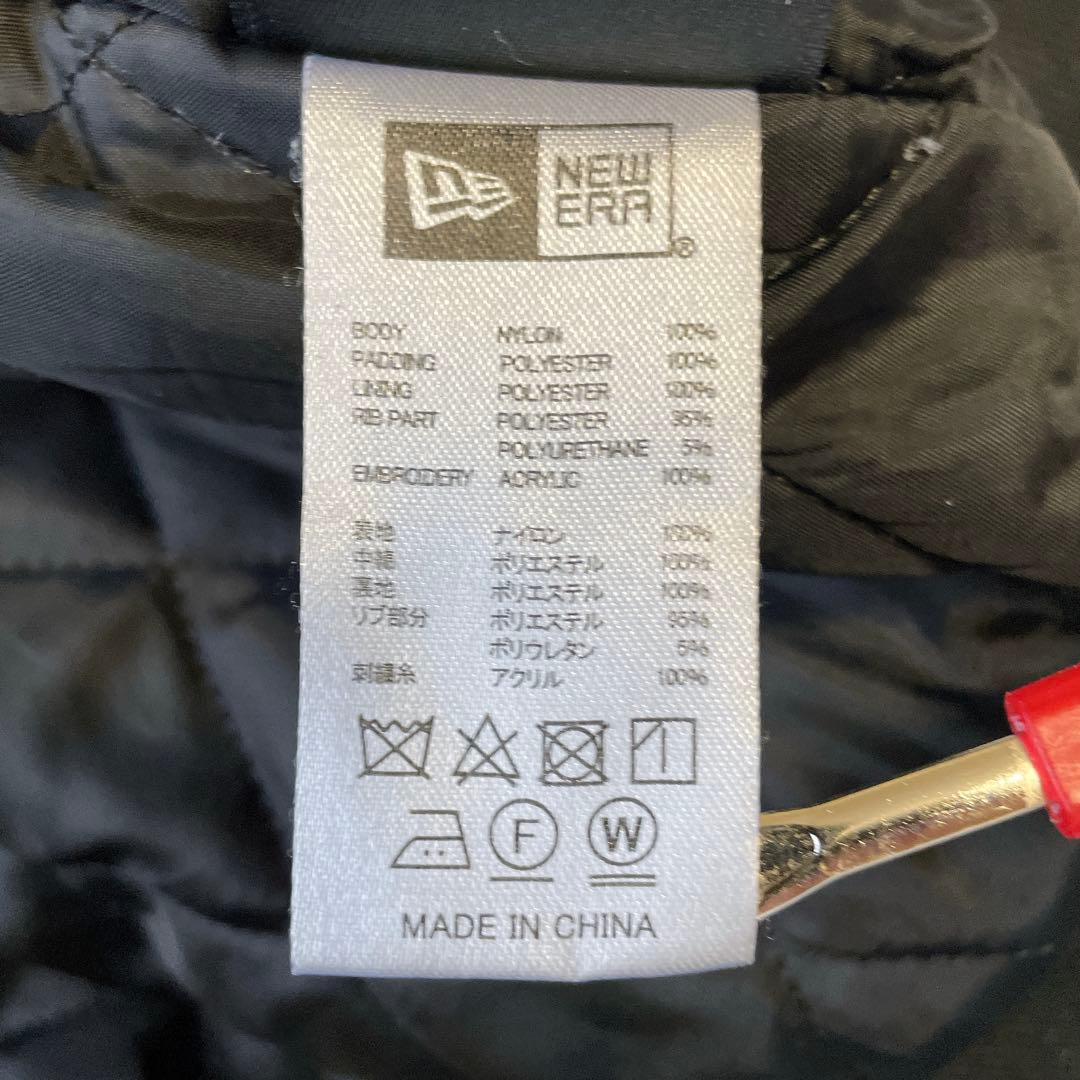 NE
NEW
ERA
®
BODY NYLON 100%
PADDING POLYESTER 100%
LINING POLYESTER 100%
RIB PART POLYESTER 95%
POLYURETHANE 5%
EMBROIDERY ACRYLIC 100%
表地 ナイロン 100%
中綿 ポリエステル 100%
裏地 ポリエステル 100%
リブ部分 ポリエステル 95%
ポリウレタン 5%
刺繍糸 アクリル 100%
F W
MADE IN CHINA